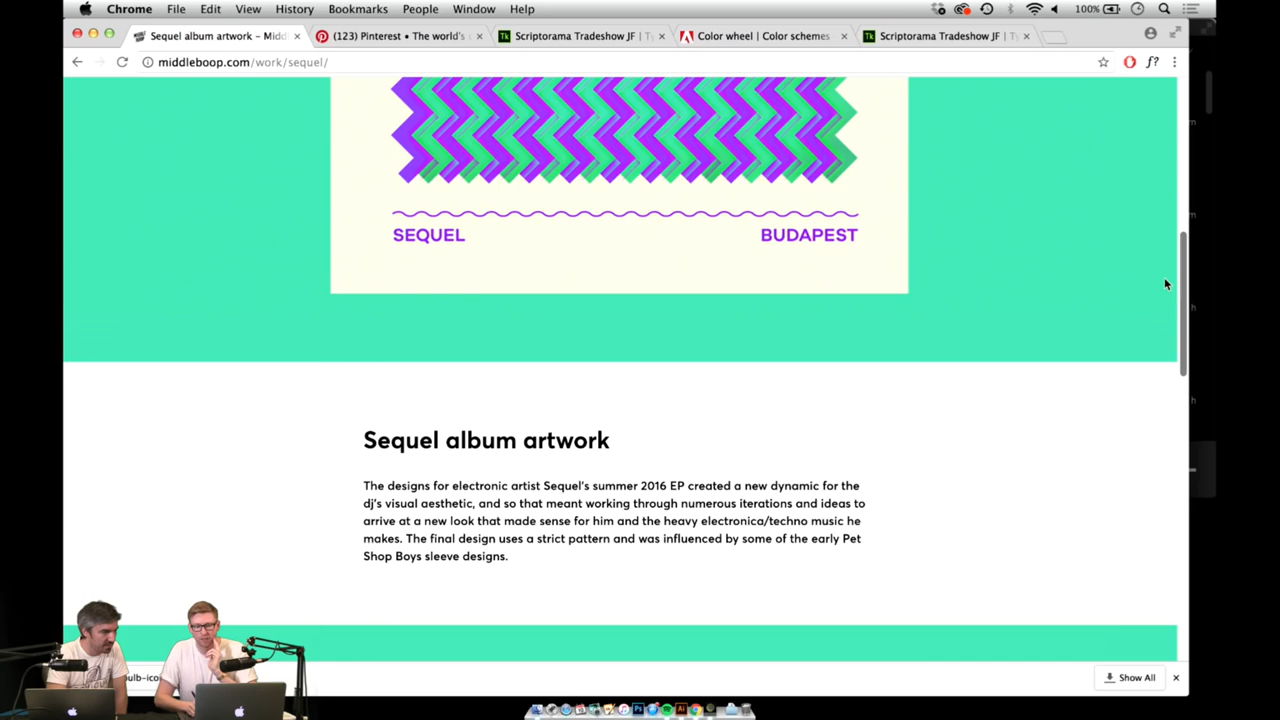 Chrome File Edit View History Bookmarks People Window Help 100%
Sequel album artwork – Midd
(123) Pinterest • The world's
Scriptorama Tradeshow JF | Ty
Color wheel | Color schemes
Scriptorama Tradeshow JF | Ty
middleboop.com/work/sequel/
f?
SEQUEL
BUDAPEST
Sequel album artwork
The designs for electronic artist Sequel's summer 2016 EP created a new dynamic for the
dj's visual aesthetic, and so that meant working through numerous iterations and ideas to
arrive at a new look that made sense for him and the heavy electronica/techno music he
makes. The final design uses a strict pattern and was influenced by some of the early Pet
Shop Boys sleeve designs.
ulb-ico
Show All